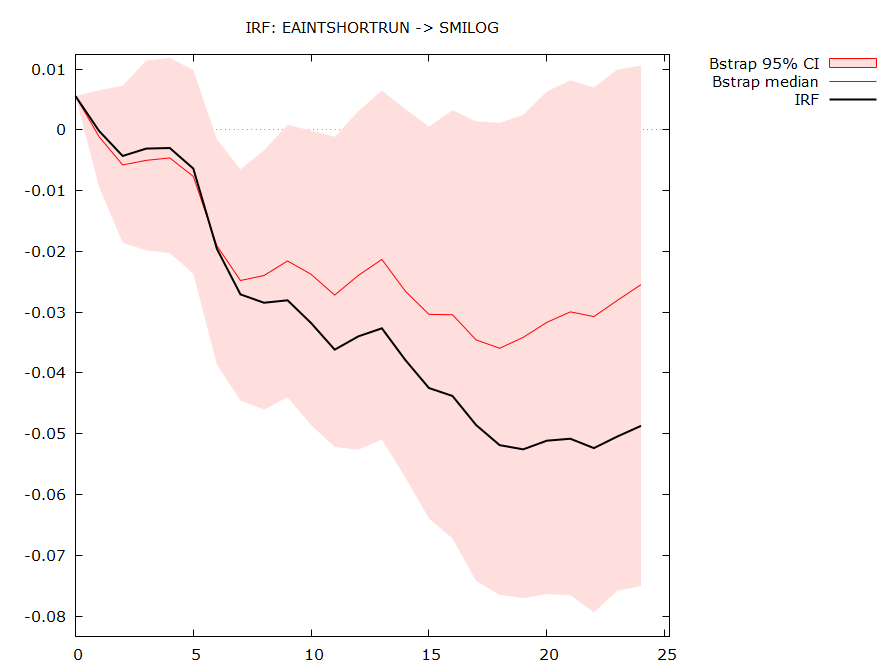 IRF: EAINTSHORTRUN -> SMILOG
Bstrap 95% CI
Bstrap median
IRF
0.01
0
-0.01
-0.02
-0.03
-0.04
-0.05
-0.06
-0.07
-0.08
0 5 10 15 20 25